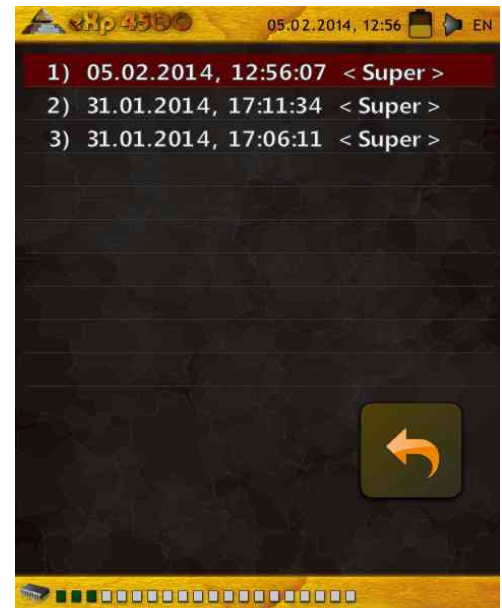 eXp 4500 05.02.2014, 12:56 EN
1) 05.02.2014, 12:56:07 < Super >
2) 31.01.2014, 17:11:34 < Super >
3) 31.01.2014, 17:06:11 < Super >